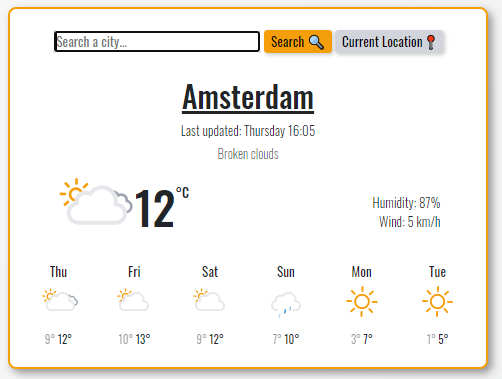 Search a city...
Search
Current Location
Amsterdam
Last updated: Thursday 16:05
Broken clouds
12°C
Humidity: 87%
Wind: 5 km/h
Thu Fri Sat Sun Mon Tue
9° 12° 10° 13° 9° 12° 7° 10° 3° 7° 1° 5°